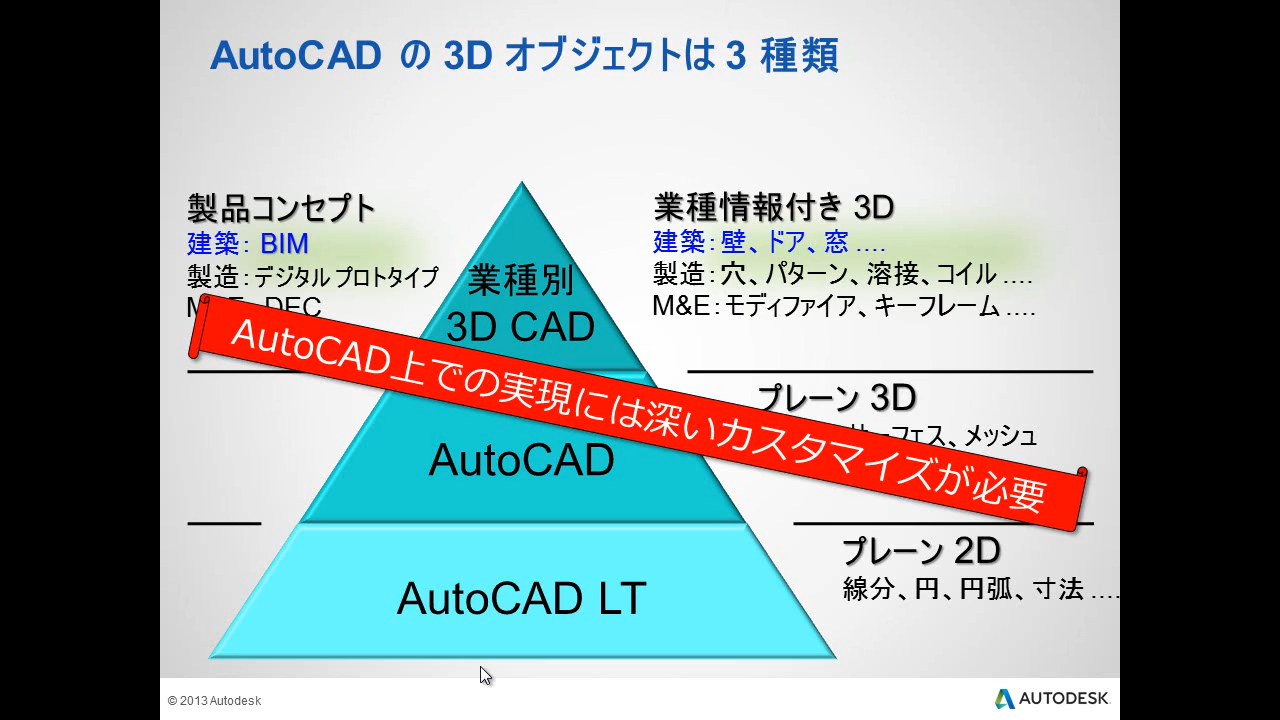 AutoCAD の 3D オブジェクトは 3 種類
製品コンセプト
建築： BIM
製造：デジタル プロトタイプ
業種別
3D CAD
業種情報付き 3D
建築：壁、ドア、窓 ....
製造：穴、パターン、溶接、コイル ....
M&E：モディファイア、キーフレーム ....
AutoCAD上での実現には深いカスタマイズが必要
プレーン 3D
サーフェス、メッシュ
AutoCAD
プレーン 2D
線分、円、円弧、寸法 ....
AutoCAD LT
© 2013 Autodesk
AUTODESK